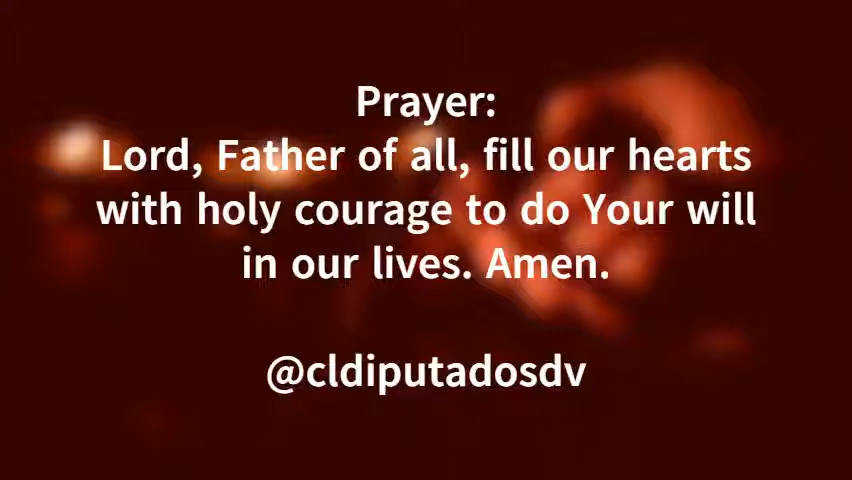 Prayer:
Lord, Father of all, fill our hearts
with holy courage to do Your will
in our lives. Amen.
@cldiputadosdv